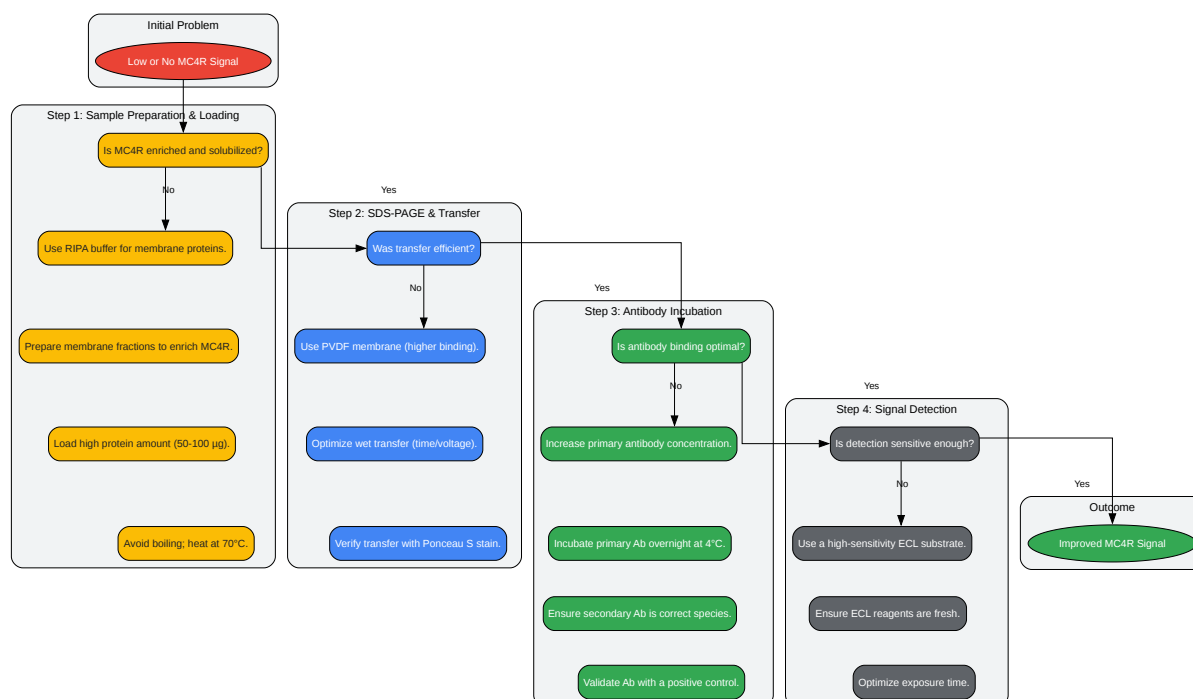 Initial Problem
Low or No MC4R Signal
Step 1: Sample Preparation & Loading
Is MC4R enriched and solubilized?
No
Use RIPA buffer for membrane proteins.
Prepare membrane fractions to enrich MC4R.
Load high protein amount (50-100 µg).
Avoid boiling; heat at 70°C.
Yes
Step 2: SDS-PAGE & Transfer
Was transfer efficient?
No
Use PVDF membrane (higher binding).
Optimize wet transfer (time/voltage).
Verify transfer with Ponceau S stain.
Yes
Step 3: Antibody Incubation
Is antibody binding optimal?
No
Increase primary antibody concentration.
Incubate primary Ab overnight at 4°C.
Ensure secondary Ab is correct species.
Validate Ab with a positive control.
Yes
Step 4: Signal Detection
Is detection sensitive enough?
No
Use a high-sensitivity ECL substrate.
Ensure ECL reagents are fresh.
Optimize exposure time.
Yes
Outcome
Improved MC4R Signal